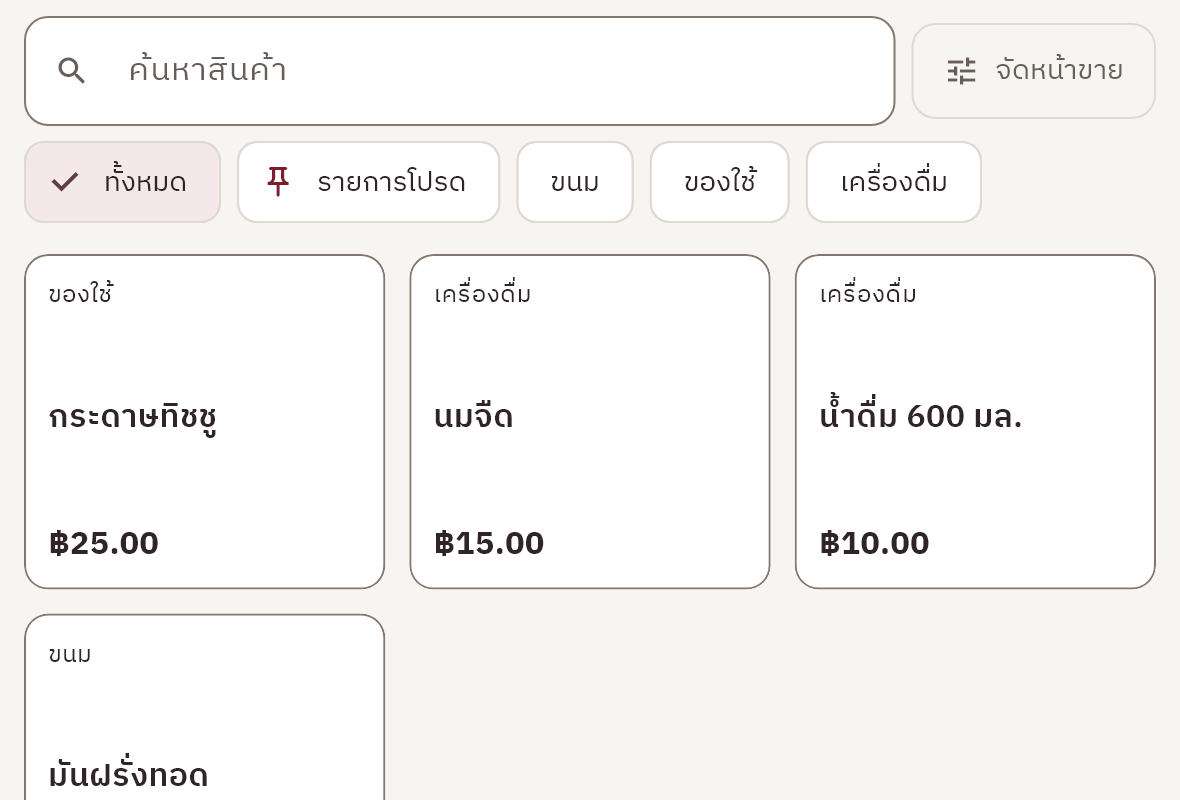 ค้นหาสินค้า
จัดหน้าขาย
ทั้งหมด
รายการโปรด
ขนม
ของใช้
เครื่องดื่ม
ของใช้
กระดาษทิชชู
฿25.00
เครื่องดื่ม
นมจืด
฿15.00
เครื่องดื่ม
น้ำดื่ม 600 มล.
฿10.00
ขนม
มันฝรั่งทอด